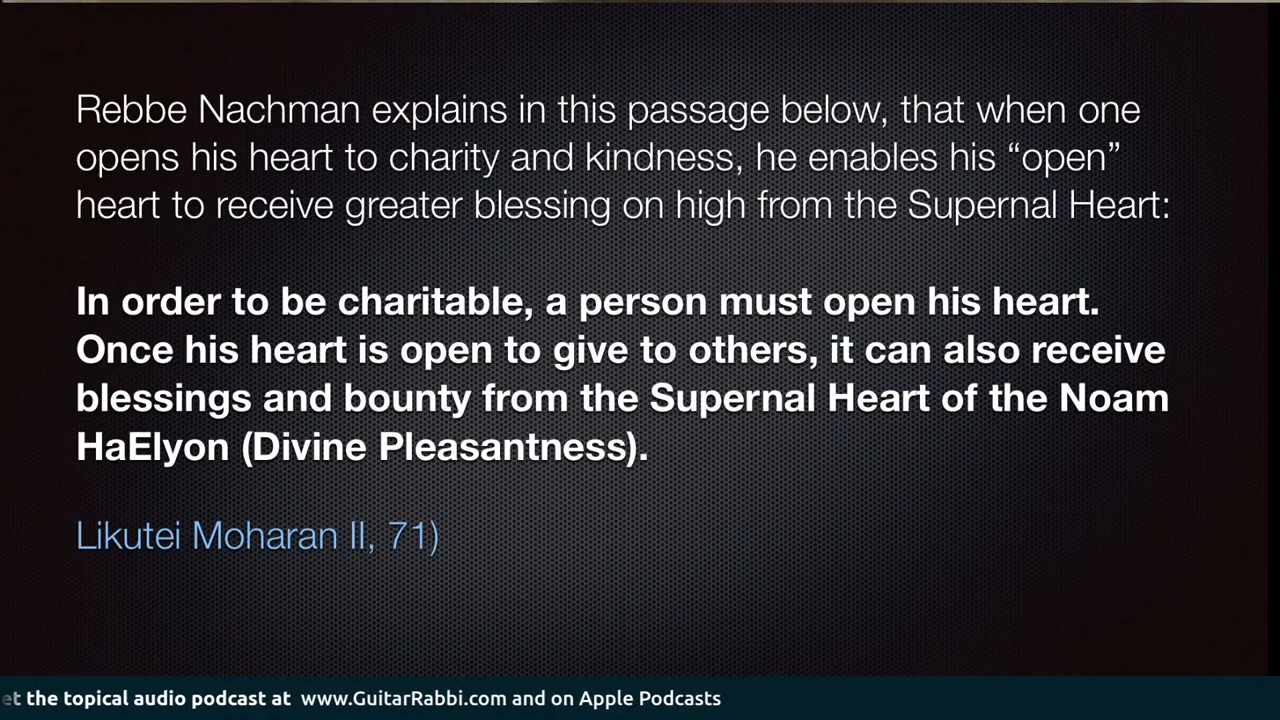 Rebbe Nachman explains in this passage below, that when one
opens his heart to charity and kindness, he enables his “open”
heart to receive greater blessing on high from the Supernal Heart:
In order to be charitable, a person must open his heart.
Once his heart is open to give to others, it can also receive
blessings and bounty from the Supernal Heart of the Noam
HaElyon (Divine Pleasantness).
Likutei Moharan II, 71)
et the topical audio podcast at www.GuitarRabbi.com and on Apple Podcasts